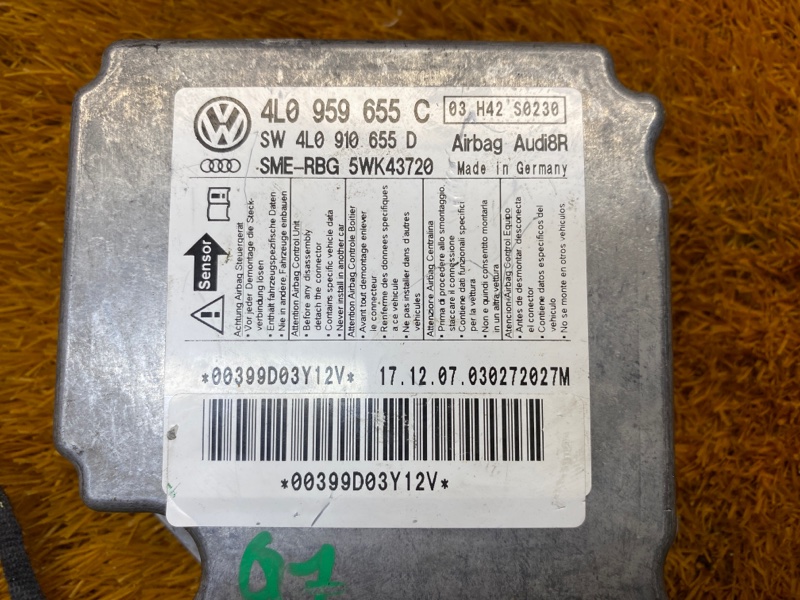 4L0 959 655 C
03 H42 S0230
SW 4L0 910 655 D
Airbag Audi8R
SME-RBG 5WK43720
Made in Germany
Sensor
Achtung Airbag Steuergerät
• Vor jeder Demontage die Steck-
verbindung lösen
• Enthält fahrzeugspezifische Daten
• Nie in andere Fahrzeuge einbauen
Attention Airbag Control Unit
• Before any disassembly
detach the connector
• Contains specific vehicle data
• Never install in another car
Attention Airbag Controle Boitier
• Avant tout demontage enlever
le connecteur
• Renferme des donnees specifiques
a ce vehicule
• Ne pas installer dans d'autres
vehicules
Attenzione Airbag Centralina
• Prima di procedere allo smontaggio,
staccare il connessione
• Contiene dati funzionali specifici
per la vettura
• Non e quindi consentito montarla
in un altra vettura
Atencion/Airbag Control Equipo
• Antes de desmontar, desconecta
el conector
• Contiene datos especificos del
vehiculo
• No se monte en otros vehiculos
*00399D03Y12V*
17.12.07.030272027M
*00399D03Y12V*